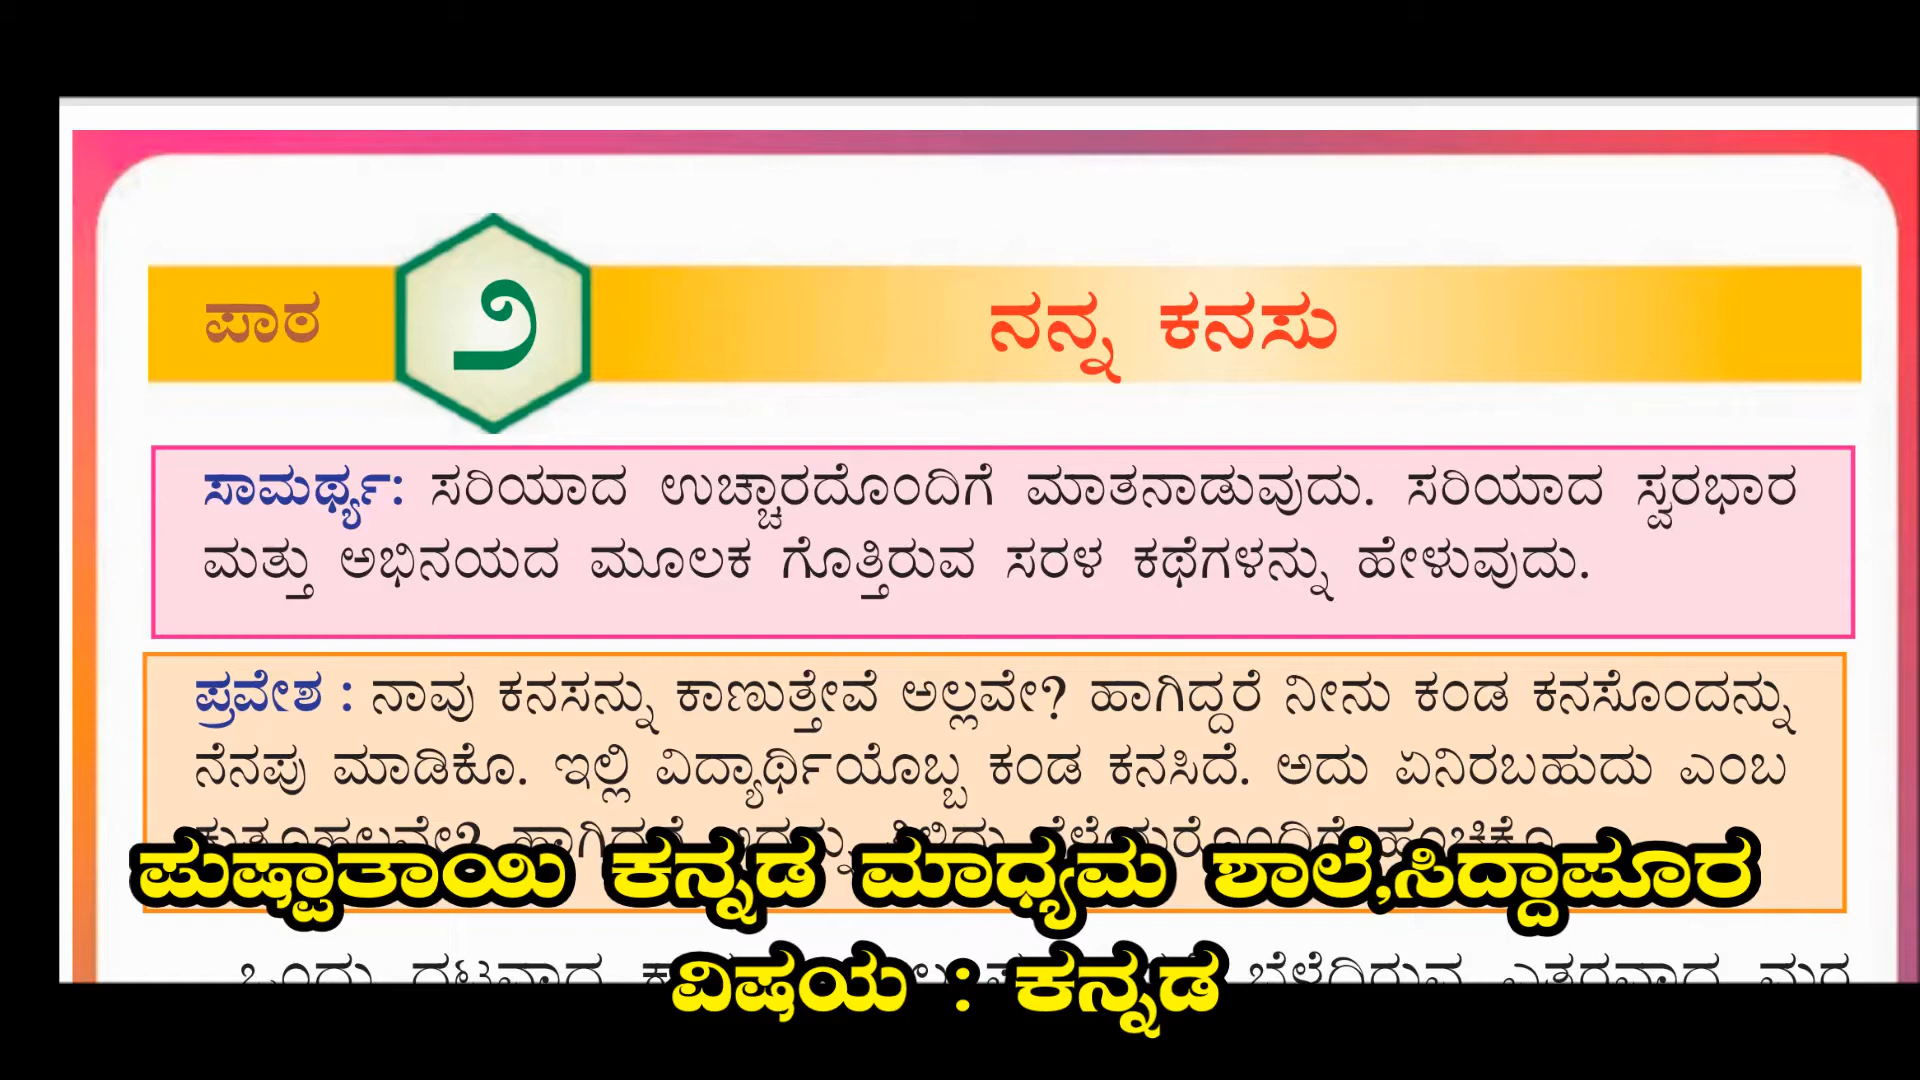 ಪಾಠ ೨ ನನ್ನ ಕನಸು
ಸಾಮರ್ಥ್ಯ: ಸರಿಯಾದ ಉಚ್ಚಾರದೊಂದಿಗೆ ಮಾತನಾಡುವುದು. ಸರಿಯಾದ ಸ್ವರಭಾರ
ಮತ್ತು ಅಭಿನಯದ ಮೂಲಕ ಗೊತ್ತಿರುವ ಸರಳ ಕಥೆಗಳನ್ನು ಹೇಳುವುದು.
ಪ್ರವೇಶ : ನಾವು ಕನಸನ್ನು ಕಾಣುತ್ತೇವೆ ಅಲ್ಲವೇ? ಹಾಗಿದ್ದರೆ ನೀನು ಕಂಡ ಕನಸೊಂದನ್ನು
ನೆನಪು ಮಾಡಿಕೊ. ಇಲ್ಲಿ ವಿದ್ಯಾರ್ಥಿಯೊಬ್ಬ ಕಂಡ ಕನಸಿದೆ. ಅದು ಏನಿರಬಹುದು ಎಂಬ
ಪುಷ್ಪಾತಾಯಿ ಕನ್ನಡ ಮಾಧ್ಯಮ ಶಾಲೆ,ಸಿದ್ದಾಪೂರ
ವಿಷಯ : ಕನ್ನಡ